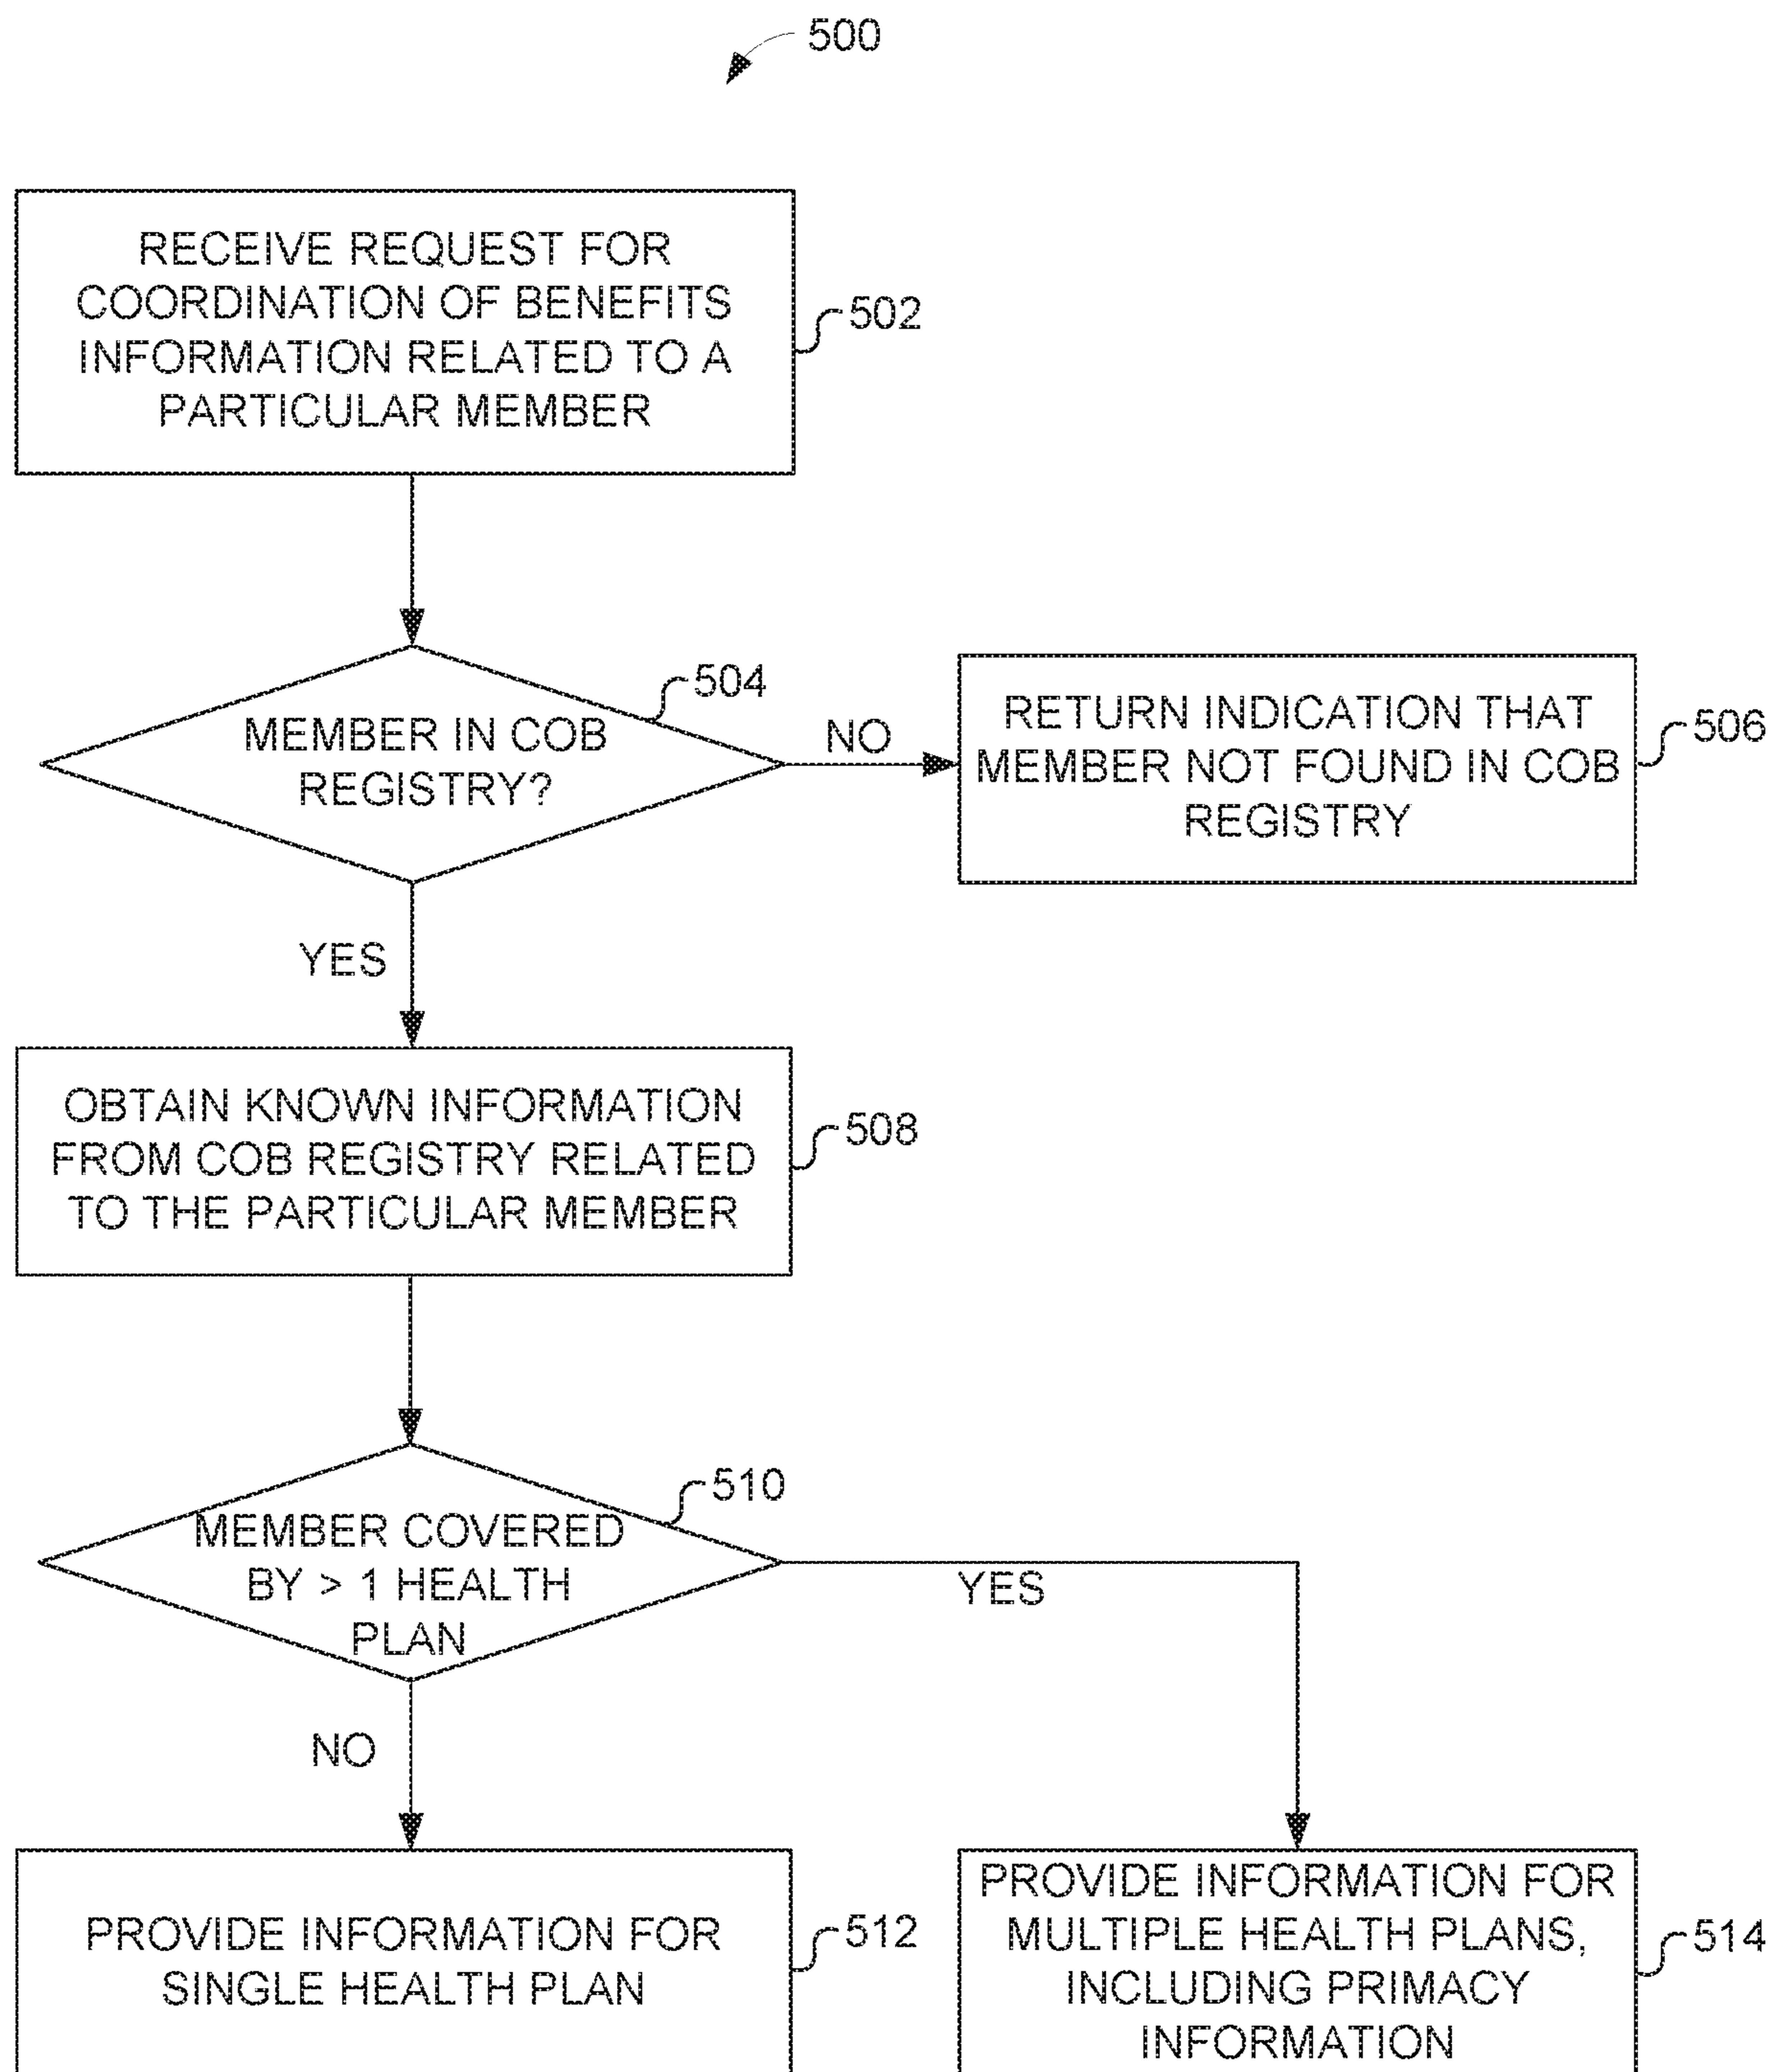 500
RECEIVE REQUEST FOR
COORDINATION OF BENEFITS
INFORMATION RELATED TO A
PARTICULAR MEMBER
502
504
MEMBER IN COB
REGISTRY?
NO
RETURN INDICATION THAT
MEMBER NOT FOUND IN COB
REGISTRY
506
YES
OBTAIN KNOWN INFORMATION
FROM COB REGISTRY RELATED
TO THE PARTICULAR MEMBER
508
510
MEMBER COVERED
BY > 1 HEALTH
PLAN
YES
NO
PROVIDE INFORMATION FOR
SINGLE HEALTH PLAN
512
PROVIDE INFORMATION FOR
MULTIPLE HEALTH PLANS,
INCLUDING PRIMACY
INFORMATION
514